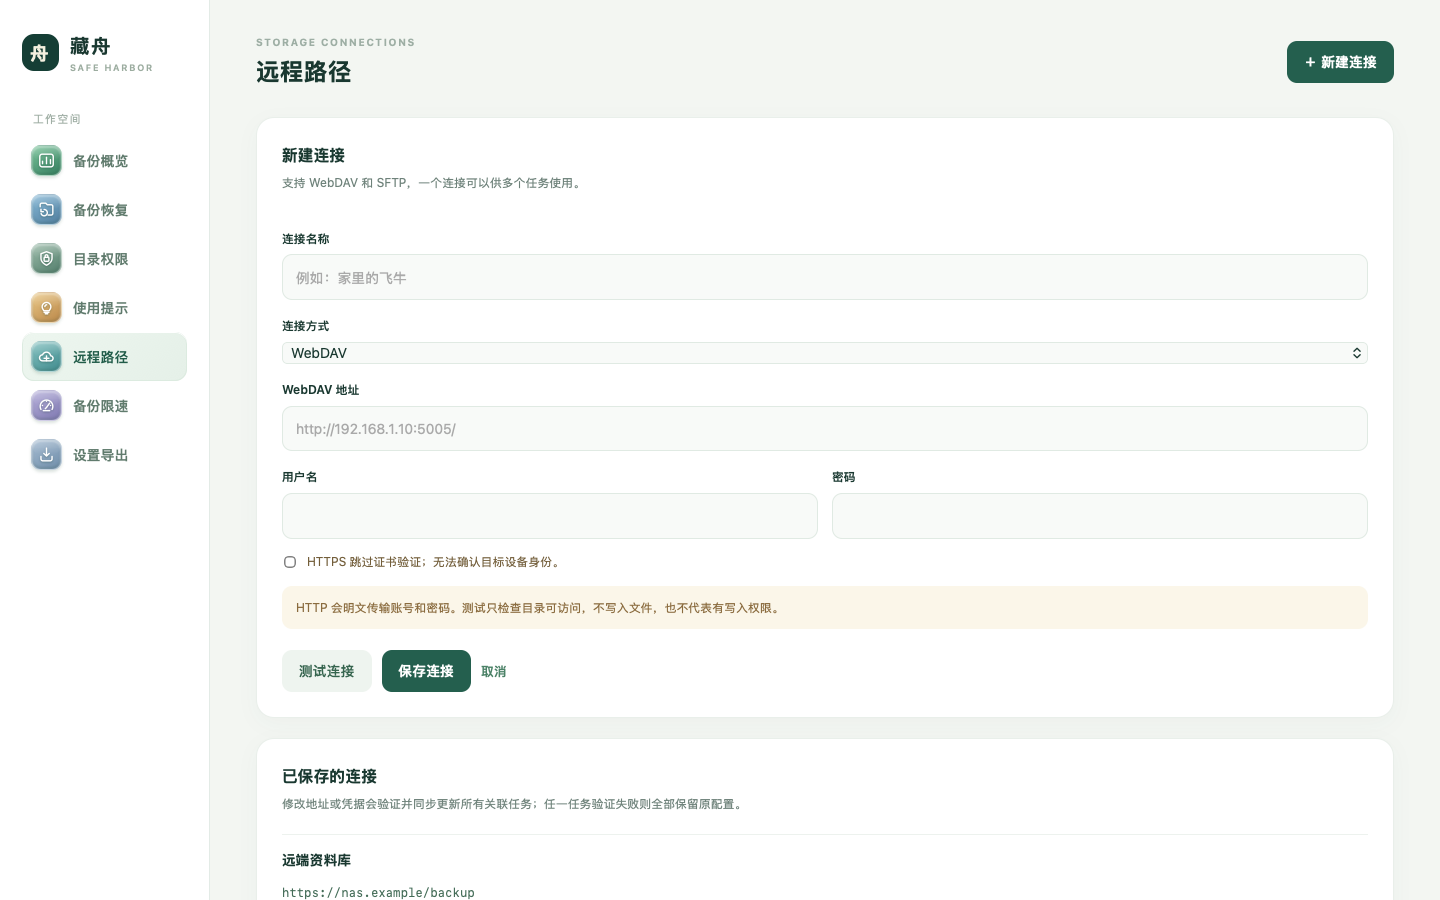 舟
藏舟
SAFE HARBOR
工作空间
备份概览
备份恢复
目录权限
使用提示
远程路径
备份限速
设置导出
STORAGE CONNECTIONS
远程路径
+ 新建连接
新建连接
支持 WebDAV 和 SFTP，一个连接可以供多个任务使用。
连接名称
例如：家里的飞牛
连接方式
WebDAV
WebDAV 地址
http://192.168.1.10:5005/
用户名
密码
HTTPS 跳过证书验证；无法确认目标设备身份。
HTTP 会明文传输账号和密码。测试只检查目录可访问，不写入文件，也不代表有写入权限。
测试连接
保存连接
取消
已保存的连接
修改地址或凭据会验证并同步更新所有关联任务；任一任务验证失败则全部保留原配置。
远端资料库
https://nas.example/backup